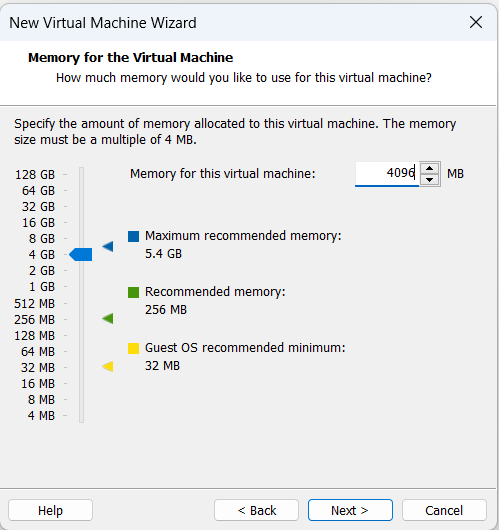 New Virtual Machine Wizard
Memory for the Virtual Machine
How much memory would you like to use for this virtual machine?
Specify the amount of memory allocated to this virtual machine. The memory
size must be a multiple of 4 MB.
Memory for this virtual machine: 4096 MB
128 GB
64 GB
32 GB
16 GB
8 GB
4 GB
2 GB
1 GB
512 MB
256 MB
128 MB
64 MB
32 MB
16 MB
8 MB
4 MB
Maximum recommended memory:
5.4 GB
Recommended memory:
256 MB
Guest OS recommended minimum:
32 MB
Help
< Back
Next >
Cancel